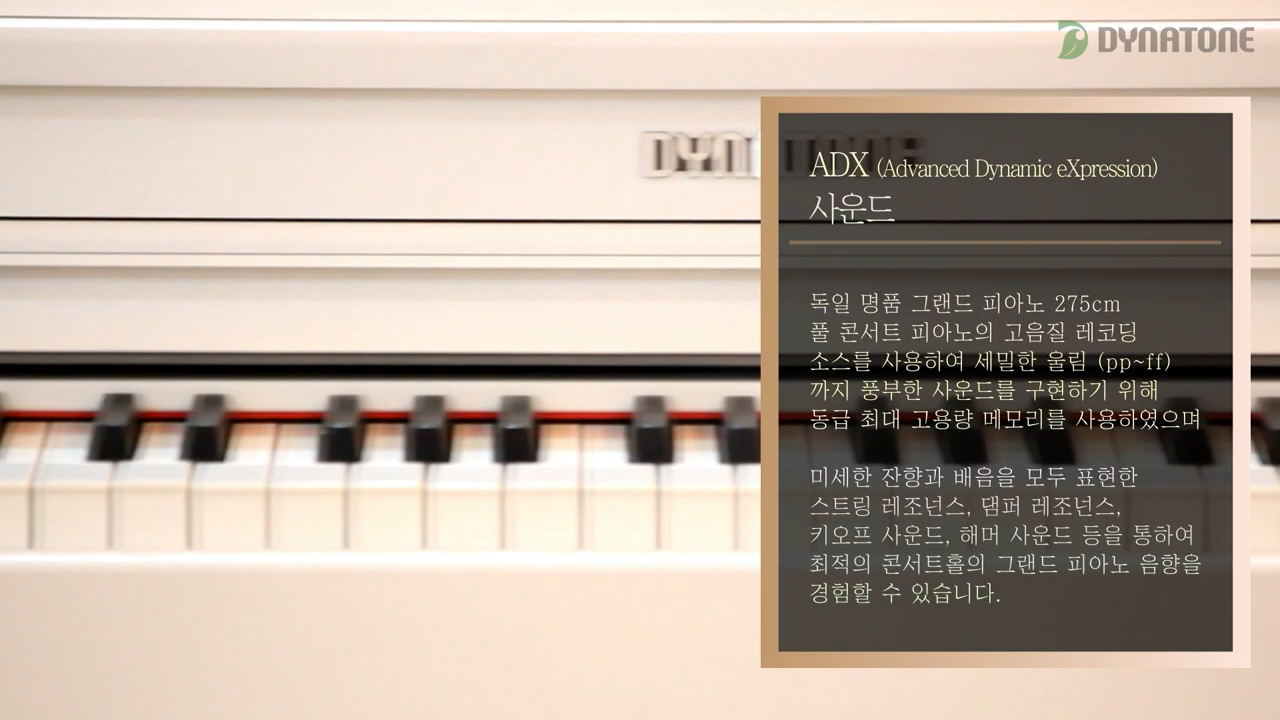 DYNATONE
ADX (Advanced Dynamic eXpression)
사운드
독일 명품 그랜드 피아노 275cm
풀 콘서트 피아노의 고음질 레코딩
소스를 사용하여 세밀한 울림 (pp~ff)
까지 풍부한 사운드를 구현하기 위해
동급 최대 고용량 메모리를 사용하였으며
미세한 잔향과 배음을 모두 표현한
스트링 레조넌스, 댐퍼 레조넌스,
키오프 사운드, 해머 사운드 등을 통하여
최적의 콘서트홀의 그랜드 피아노 음향을
경험할 수 있습니다.